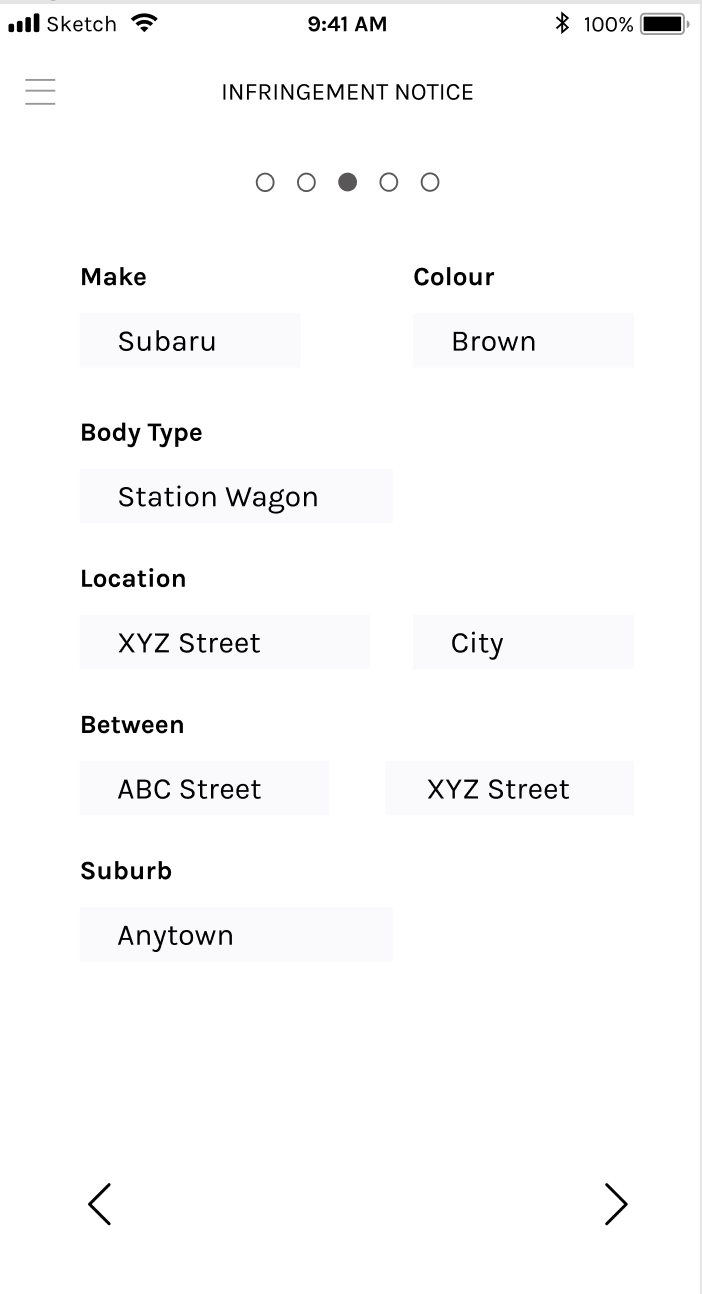 Sketch 9:41 AM 100%
INFRINGEMENT NOTICE
Make Colour
Subaru Brown
Body Type
Station Wagon
Location
XYZ Street City
Between
ABC Street XYZ Street
Suburb
Anytown